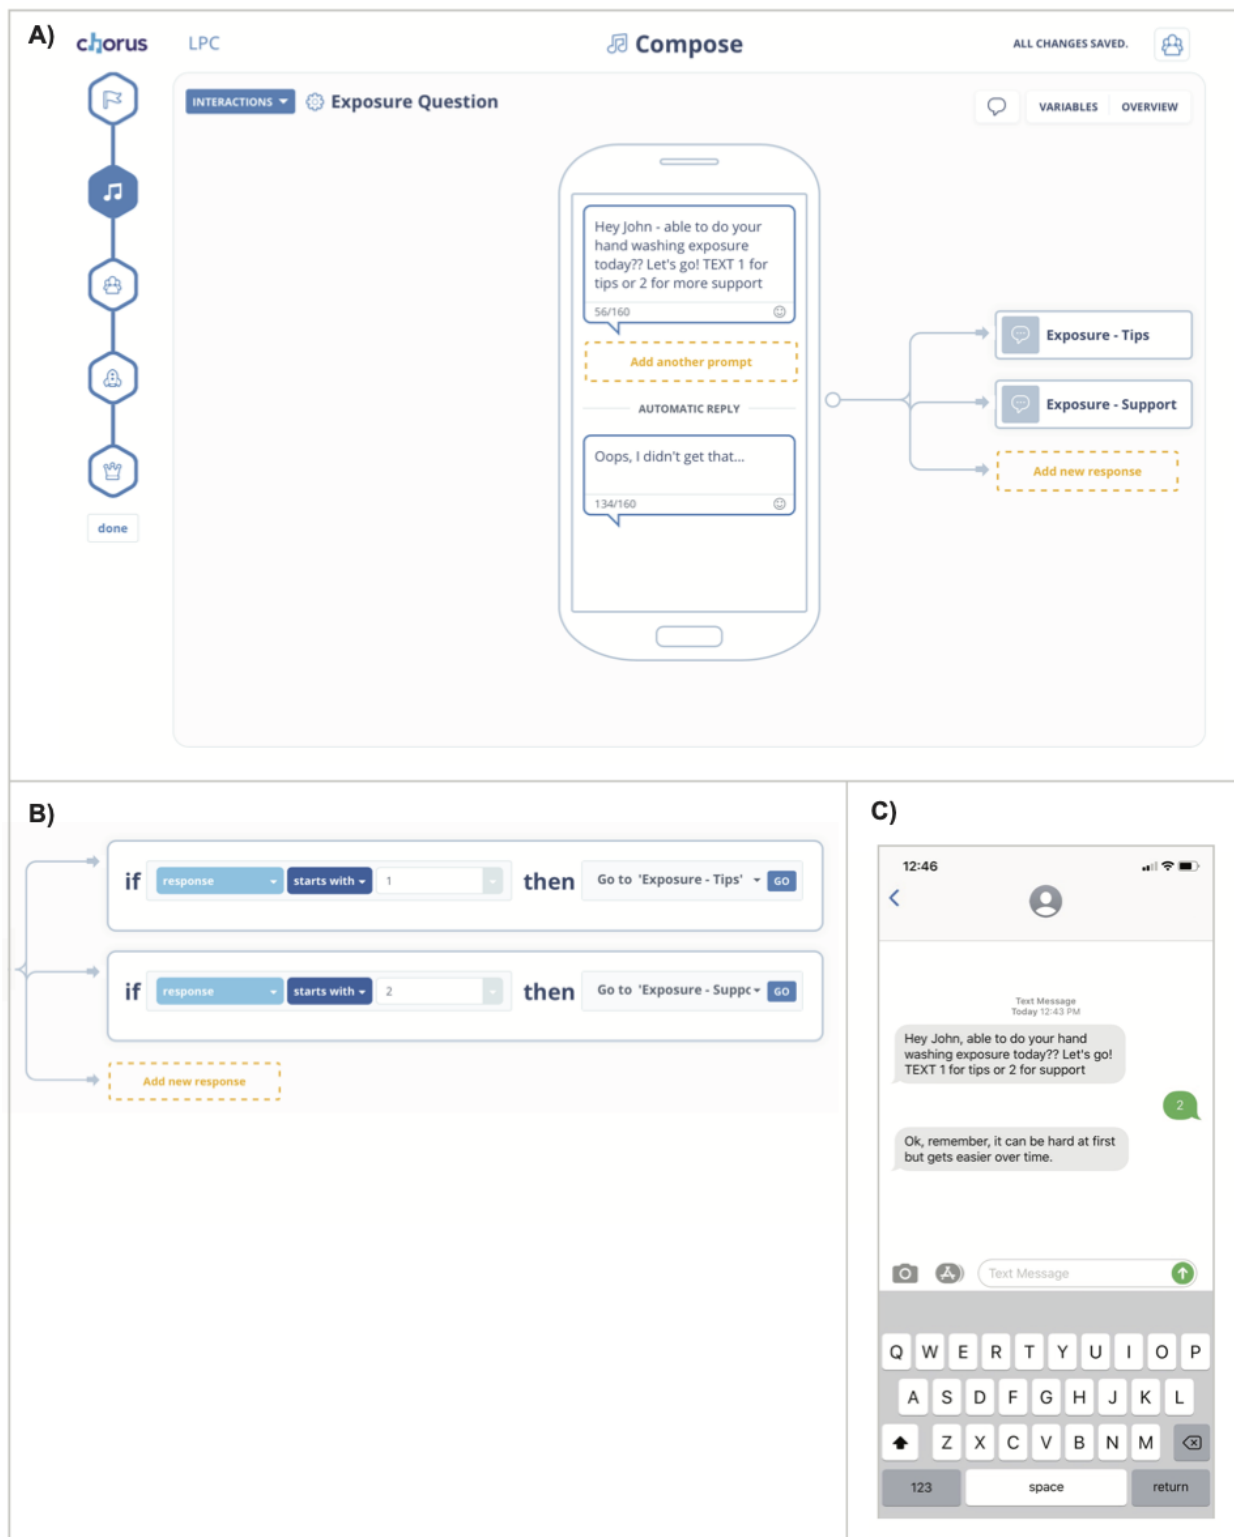 A)
chorus
LPC
Compose
ALL CHANGES SAVED.
INTERACTIONS
Exposure Question
VARIABLES
OVERVIEW
Hey John - able to do your
hand washing exposure
today?? Let's go! TEXT 1 for
tips or 2 for more support
56/160
Add another prompt
AUTOMATIC REPLY
Oops, I didn't get that...
134/160
Exposure - Tips
Exposure - Support
Add new response
done
B)
if response starts with 1 then Go to 'Exposure - Tips' GO
if response starts with 2 then Go to 'Exposure - Suppc GO
Add new response
C)
12:46
Text Message
Today 12:43 PM
Hey John, able to do your hand
washing exposure today?? Let's go!
TEXT 1 for tips or 2 for support
2
Ok, remember, it can be hard at first
but gets easier over time.
Text Message
Q W E R T Y U I O P
A S D F G H J K L
Z X C V B N M
123 space return